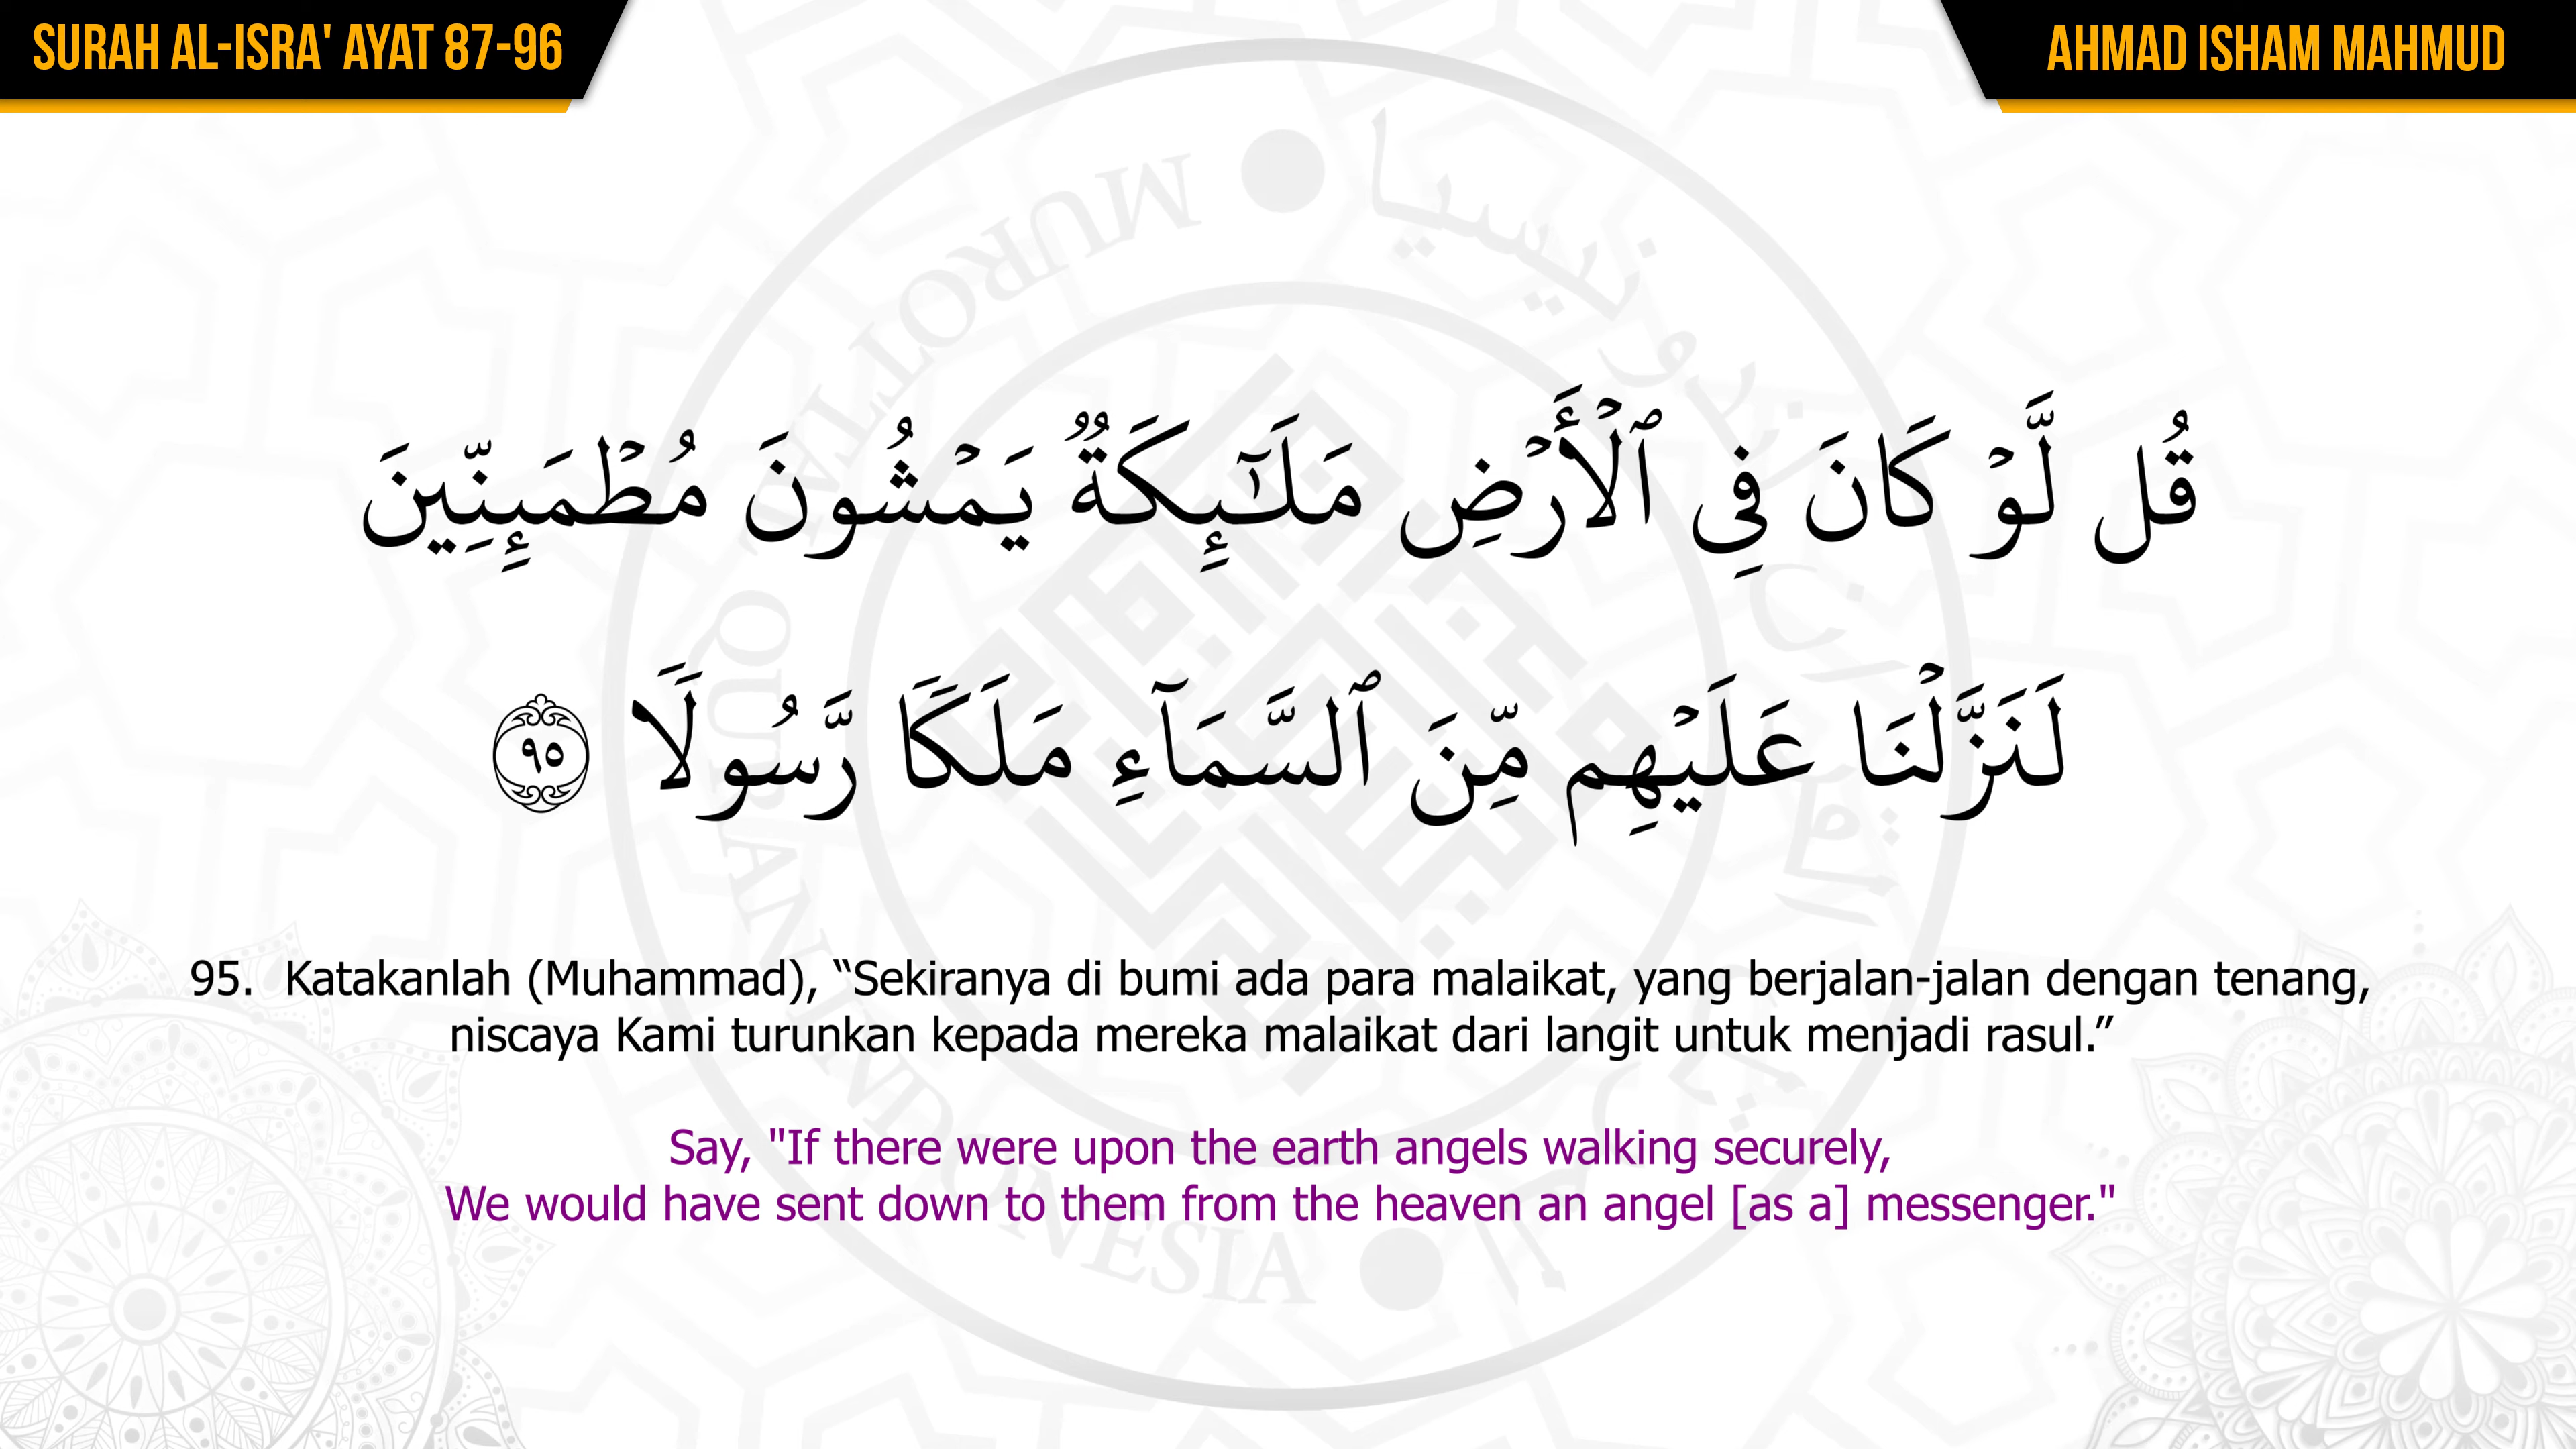 SURAH AL-ISRA' AYAT 87-96
AHMAD ISHAM MAHMUD
قُل لَّوۡ كَانَ فِي ٱلۡأَرۡضِ مَلَٰٓئِكَةٞ يَمۡشُونَ مُطۡمَئِنِّينَ
لَنَزَّلۡنَا عَلَيۡهِم مِّنَ ٱلسَّمَآءِ مَلَكٗا رَّسُولٗا ٩٥
95. Katakanlah (Muhammad), “Sekiranya di bumi ada para malaikat, yang berjalan-jalan dengan tenang,
niscaya Kami turunkan kepada mereka malaikat dari langit untuk menjadi rasul.”
Say, "If there were upon the earth angels walking securely,
We would have sent down to them from the heaven an angel [as a] messenger."
MUROTTAL QURAN INDONESIA